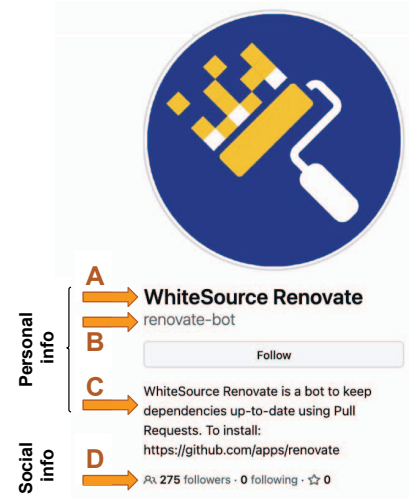 A
WhiteSource Renovate
renovate-bot
B
Personal
info
Follow
C
WhiteSource Renovate is a bot to keep
dependencies up-to-date using Pull
Requests. To install:
https://github.com/apps/renovate
Social
info
D
275 followers · 0 following · 0